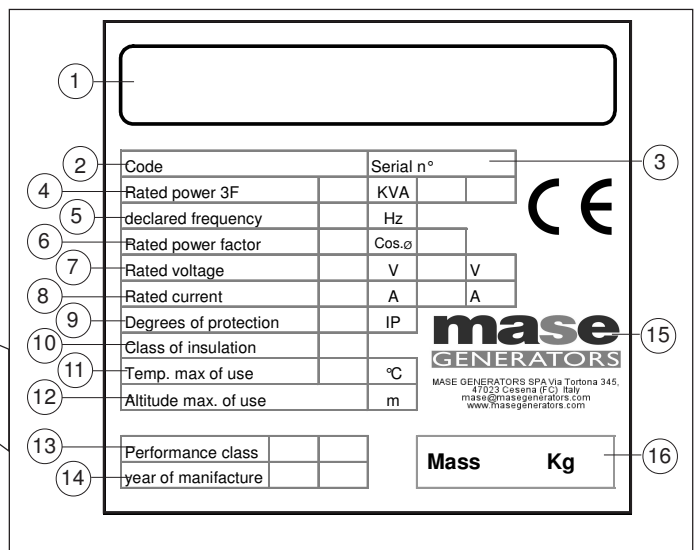 1
2 Code Serial n° 3
4 Rated power 3F KVA
5 declared frequency Hz
6 Rated power factor Cos.ø
7 Rated voltage V V
8 Rated current A A
9 Degrees of protection IP
10 Class of insulation
11 Temp. max of use °C
12 Altitude max. of use m
CE
mase 15
GENERATORS
MASE GENERATORS SPA Via Tortona 345,
47023 Cesena (FC) Italy
mase@masegenerators.com
www.masegenerators.com
13 Performance class
14 year of manifacture
Mass Kg 16